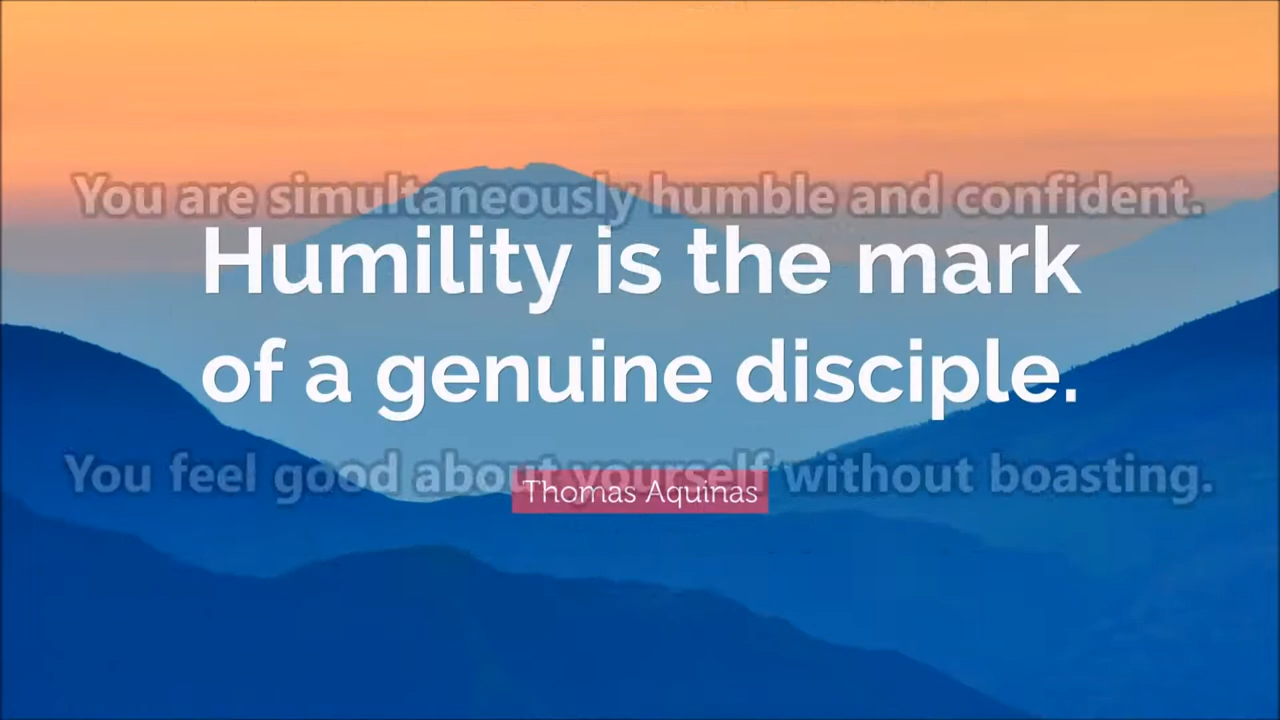 You are simultaneously humble and confident.
Humility is the mark
of a genuine disciple.
You feel good about yourself without boasting.
Thomas Aquinas